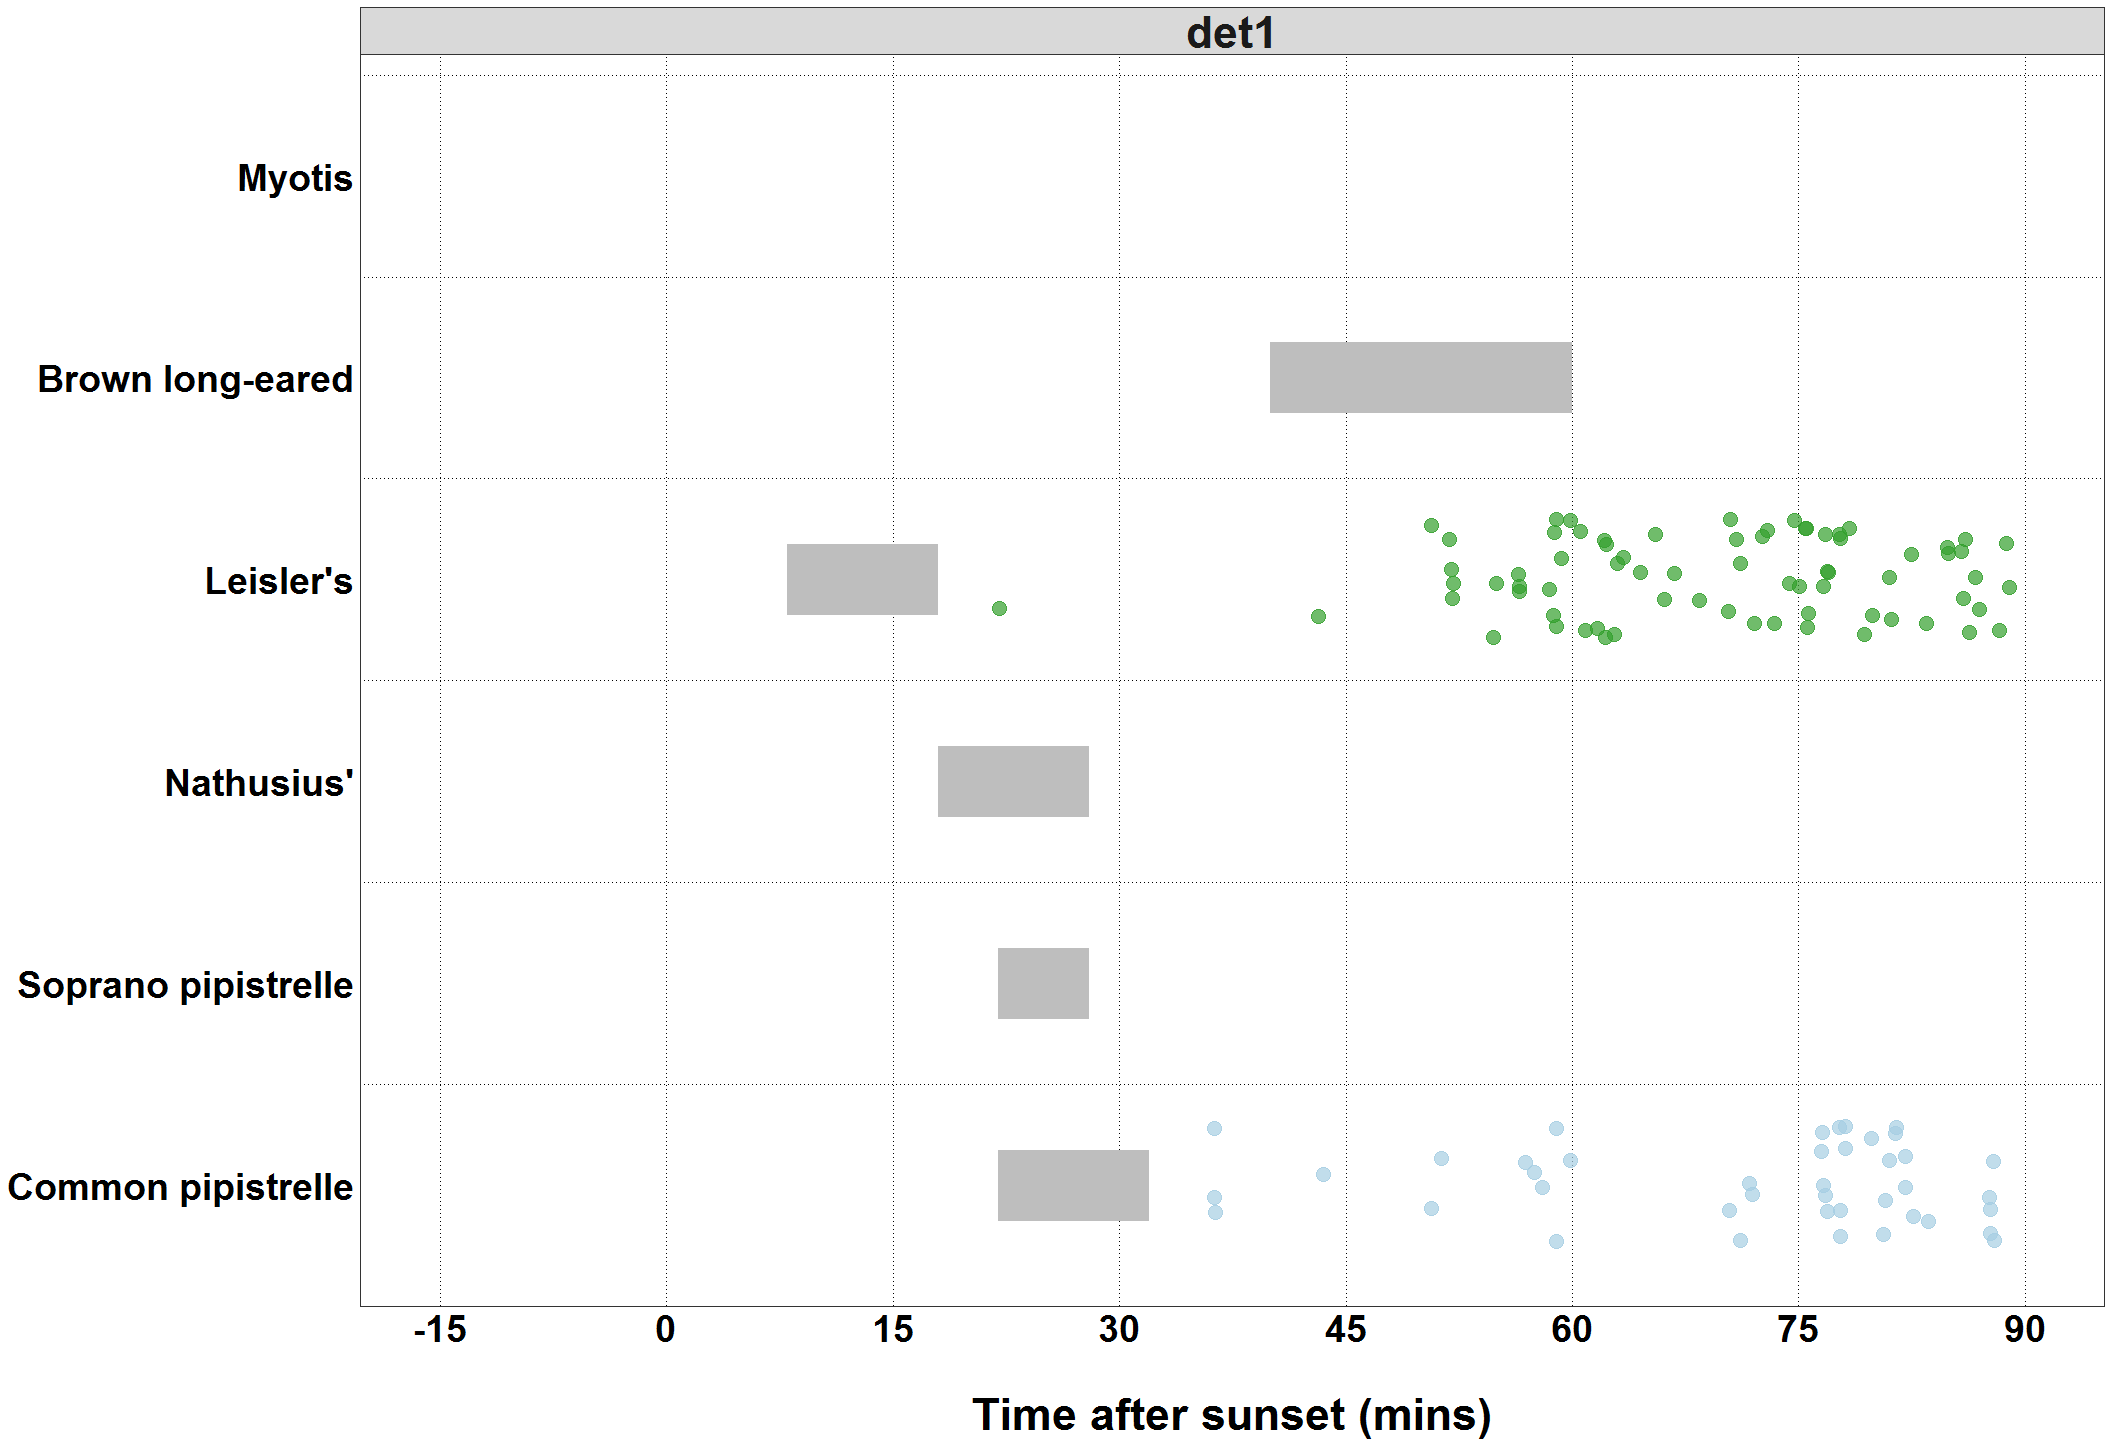 det1
Myotis
Brown long-eared
Leisler's
Nathusius'
Soprano pipistrelle
Common pipistrelle
-15 0 15 30 45 60 75 90
Time after sunset (mins)